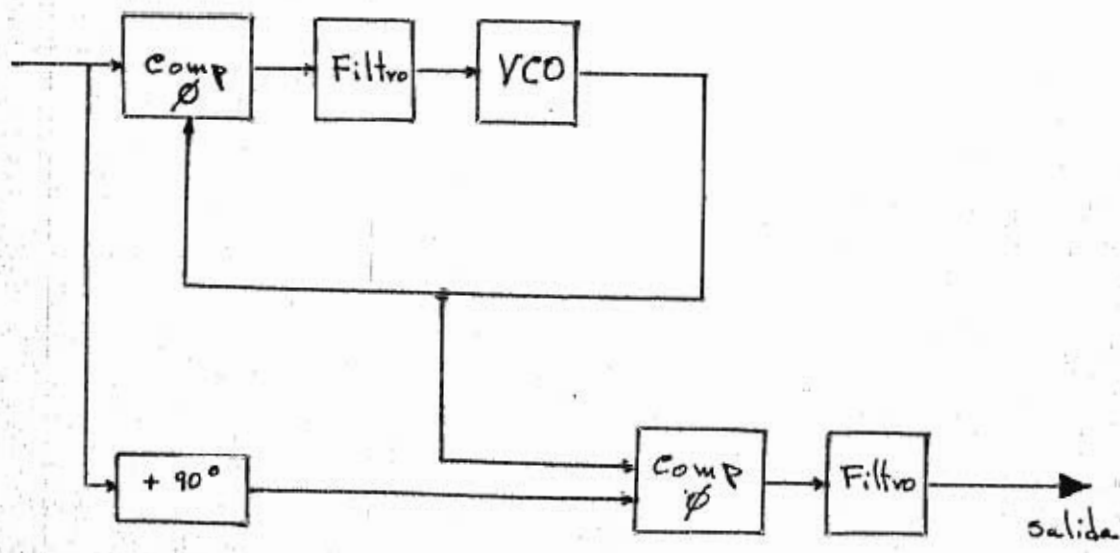 Comp
Ø
Filtro
VCO
+ 90°
Comp
Ø
Filtro
Salida